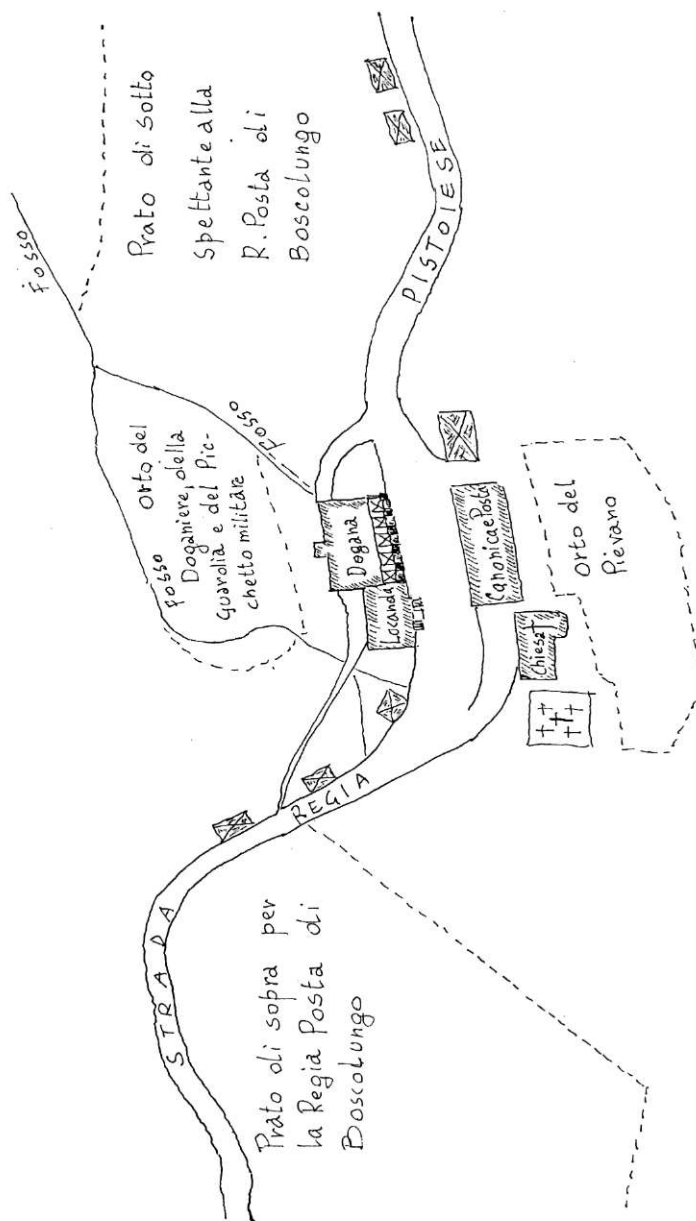 Fosso
Prato di sotto
spettante alla
R. Posta di
Boscolungo
Fosso
Orto del
Doganiere, della
Guardia e del Pic-
chetto militare
Fosso
PISTOIESE
Dogana
Locanda
Canonica e Posta
Chiesa
Orto del
Pievano
STRADA
REGIA
Prato di sopra per
la Regia Posta di
Boscolungo